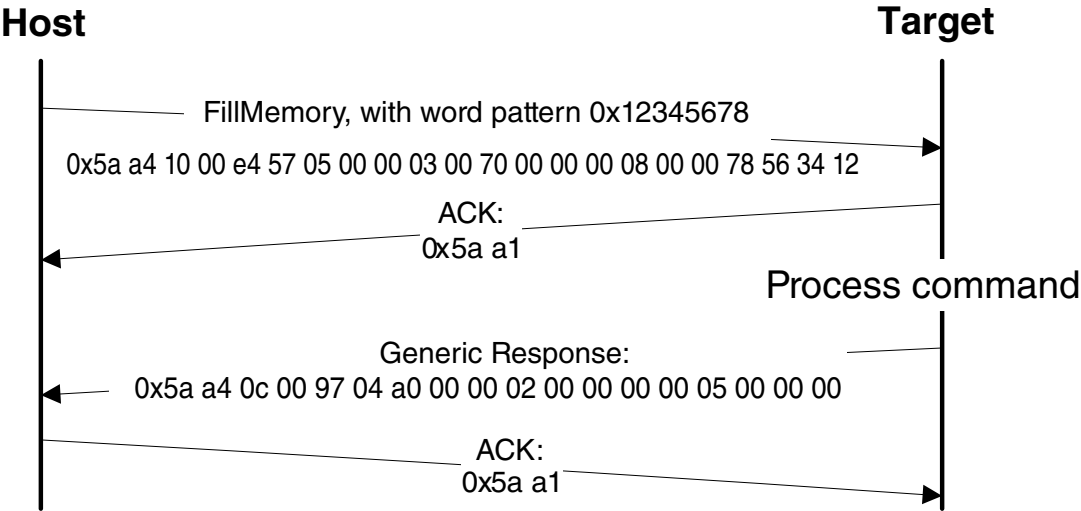 Host
Target
FillMemory, with word pattern 0x12345678
0x5a a4 10 00 e4 57 05 00 00 03 00 70 00 00 00 08 00 00 78 56 34 12
ACK:
0x5a a1
Process command
Generic Response:
0x5a a4 0c 00 97 04 a0 00 00 02 00 00 00 00 05 00 00 00
ACK:
0x5a a1